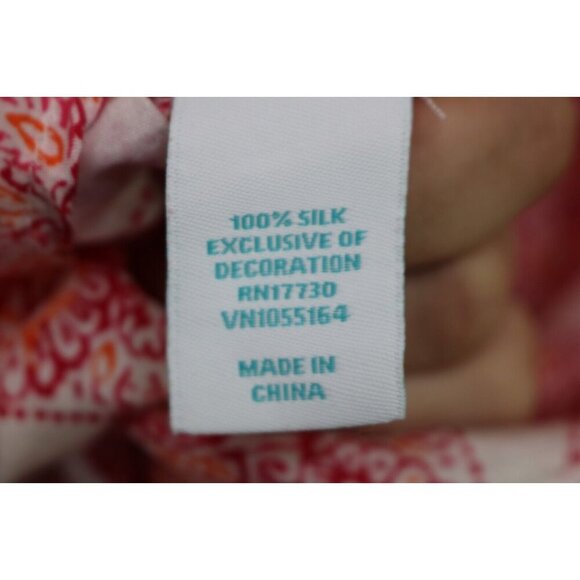 100% SILK
EXCLUSIVE OF
DECORATION
RN17730
VN1055164
MADE IN
CHINA